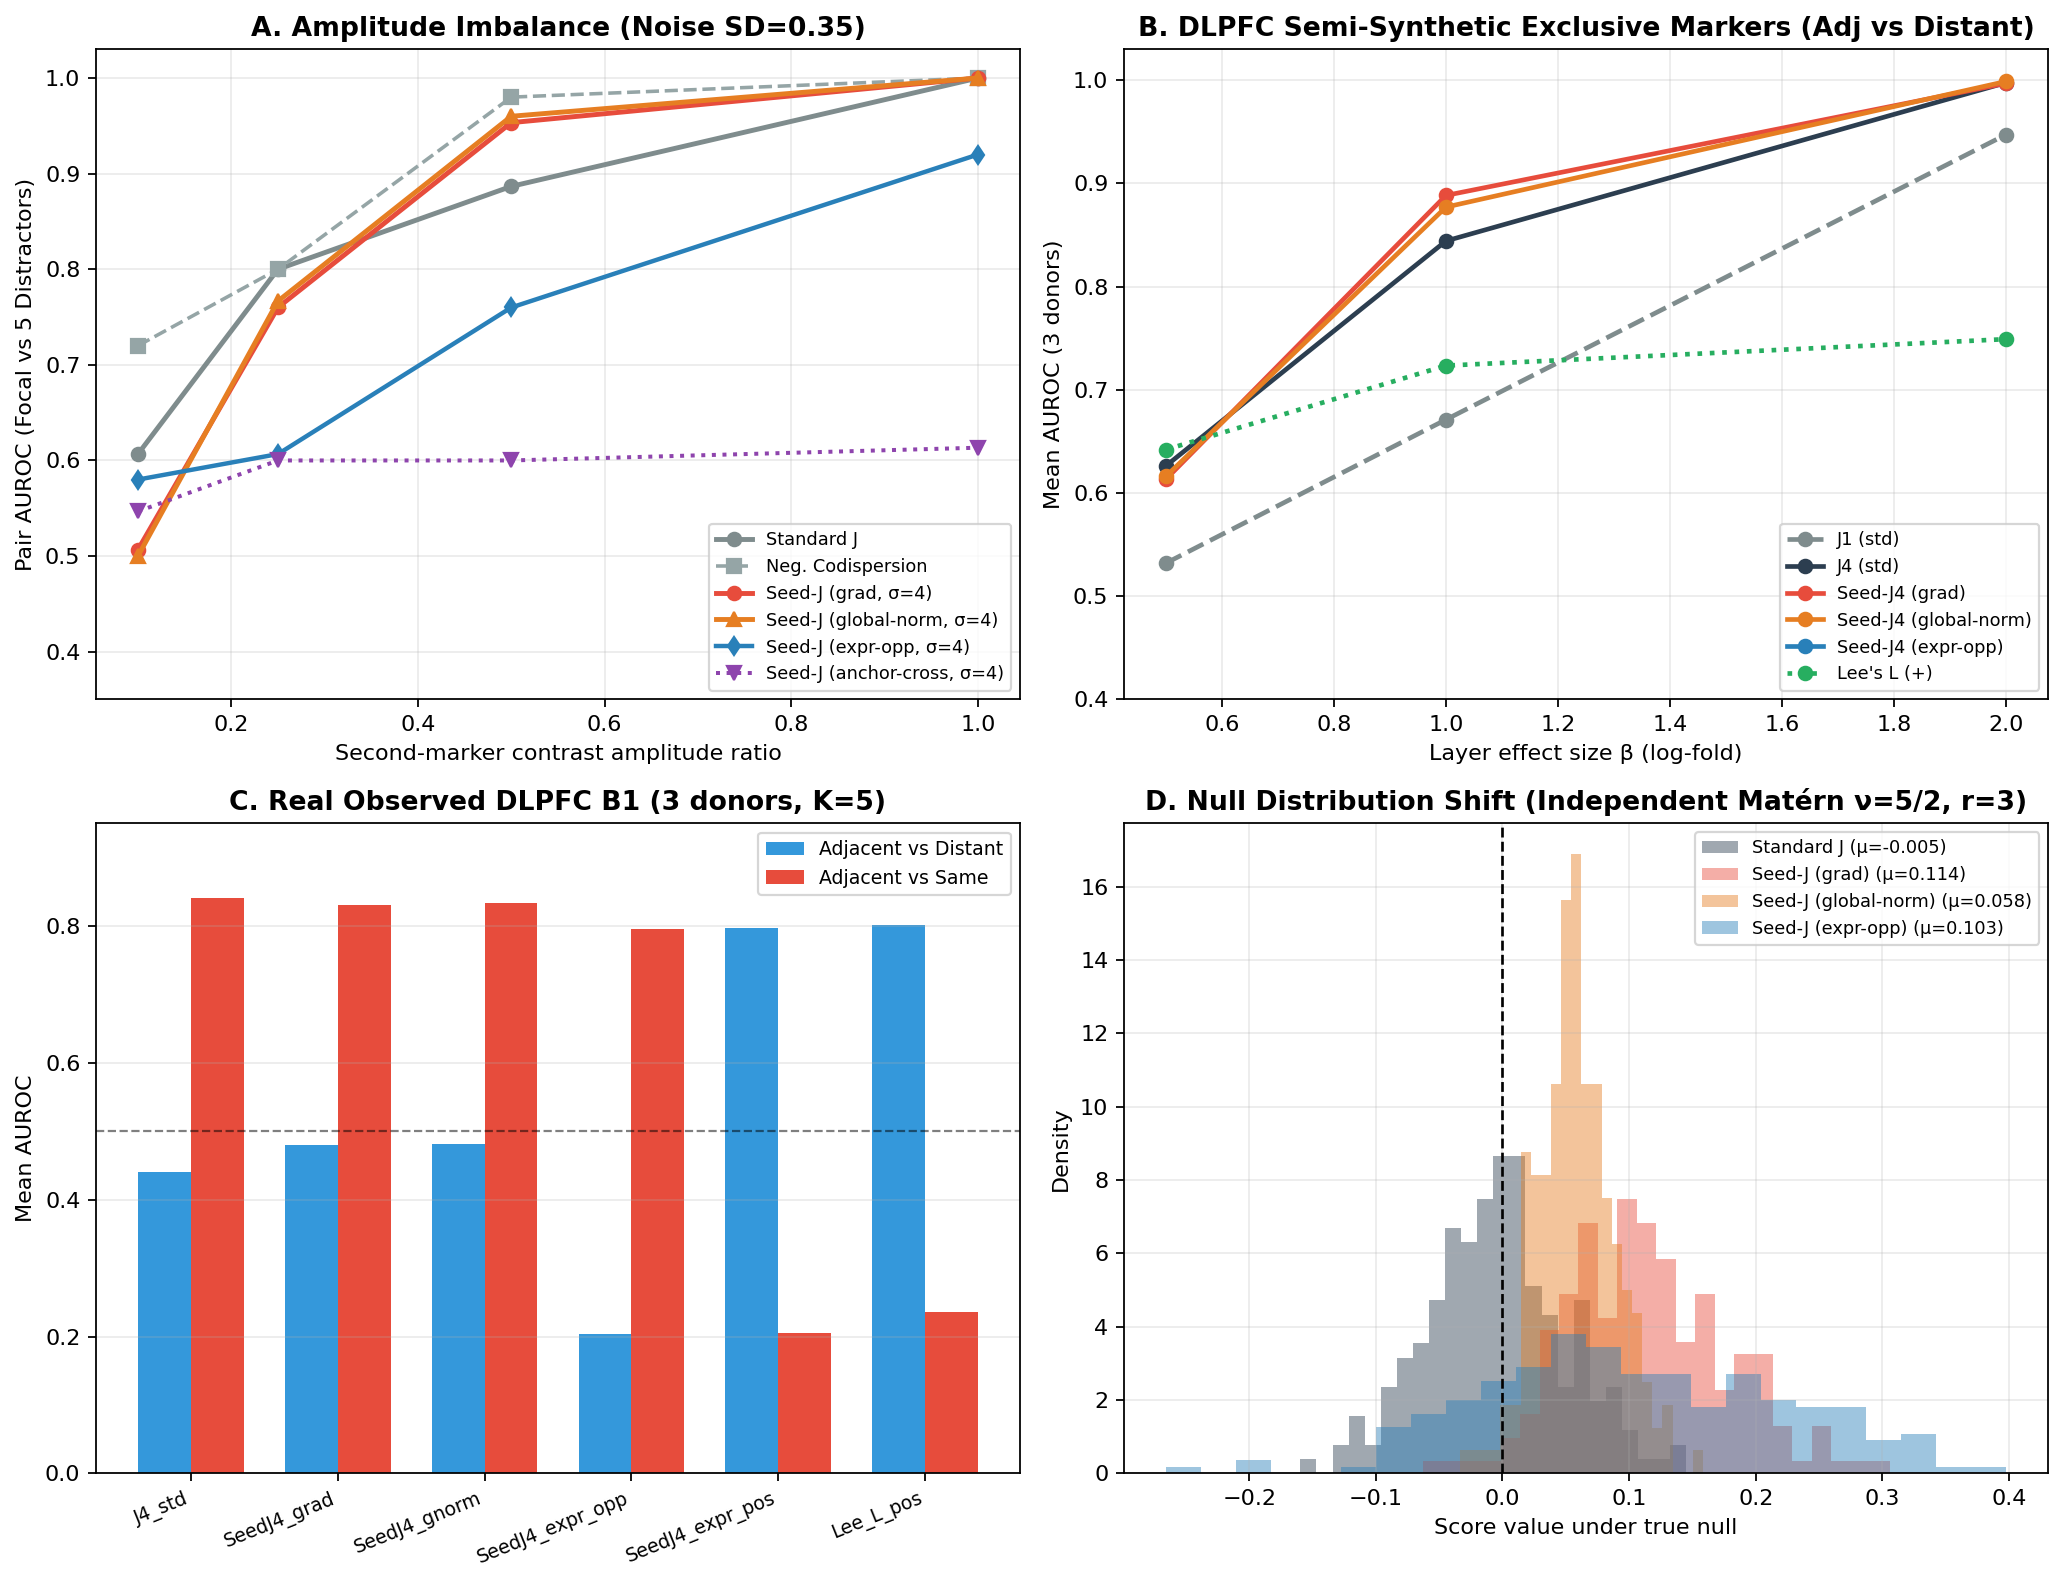 A. Amplitude Imbalance (Noise SD=0.35)
Pair AUROC (Focal vs 5 Distractors)
1.0
0.9
0.8
0.7
0.6
0.5
0.4
Standard J
Neg. Codispersion
Seed-J (grad, σ=4)
Seed-J (global-norm, σ=4)
Seed-J (expr-opp, σ=4)
Seed-J (anchor-cross, σ=4)
0.2 0.4 0.6 0.8 1.0
Second-marker contrast amplitude ratio
B. DLPFC Semi-Synthetic Exclusive Markers (Adj vs Distant)
Mean AUROC (3 donors)
1.0
0.9
0.8
0.7
0.6
0.5
0.4
J1 (std)
J4 (std)
Seed-J4 (grad)
Seed-J4 (global-norm)
Seed-J4 (expr-opp)
Lee's L (+)
0.6 0.8 1.0 1.2 1.4 1.6 1.8 2.0
Layer effect size β (log-fold)
C. Real Observed DLPFC B1 (3 donors, K=5)
Mean AUROC
Adjacent vs Distant
Adjacent vs Same
0.8
0.6
0.4
0.2
0.0
J4_std
SeedJ4_grad
SeedJ4_gnorm
SeedJ4_expr_opp
SeedJ4_expr_pos
Lee_L_pos
D. Null Distribution Shift (Independent Matérn ν=5/2, r=3)
Density
Standard J (μ=-0.005)
Seed-J (grad) (μ=0.114)
Seed-J (global-norm) (μ=0.058)
Seed-J (expr-opp) (μ=0.103)
16
14
12
10
8
6
4
2
0
−0.2 −0.1 0.0 0.1 0.2 0.3 0.4
Score value under true null